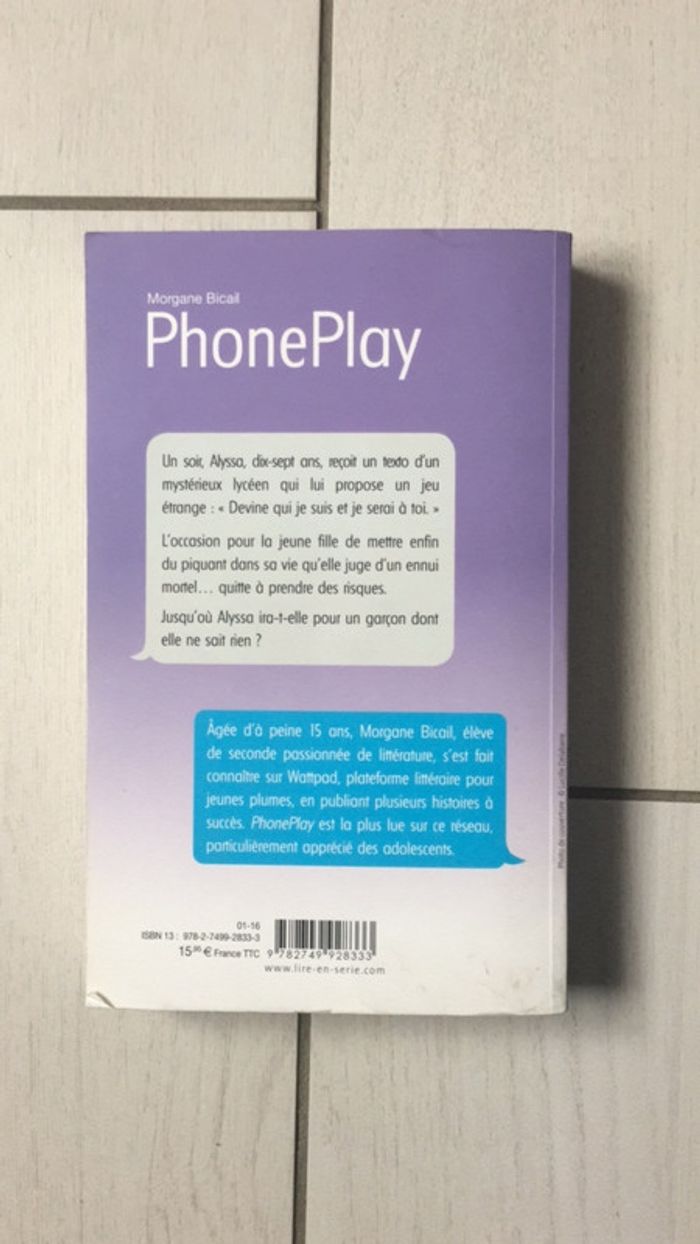 Morgane Bicail
PhonePlay
Un soir, Alyssa, dix-sept ans, reçoit un texto d'un
mystérieux lycéen qui lui propose un jeu
étrange : « Devine qui je suis et je serai à toi. »
L'occasion pour la jeune fille de mettre enfin
du piquant dans sa vie qu'elle juge d'un ennui
mortel… quitte à prendre des risques.
Jusqu'où Alyssa ira-t-elle pour un garçon dont
elle ne sait rien ?
Âgée d'à peine 15 ans, Morgane Bicail, élève
de seconde passionnée de littérature, s'est fait
connaître sur Wattpad, plateforme littéraire pour
jeunes plumes, en publiant plusieurs histoires à
succès. PhonePlay est la plus lue sur ce réseau,
particulièrement apprécié des adolescents.
Photo de couverture : ©
01-16
ISBN 13 : 978-2-7499-2833-3
15,95 € France TTC
9 782749 928333
www.lire-en-serie.com